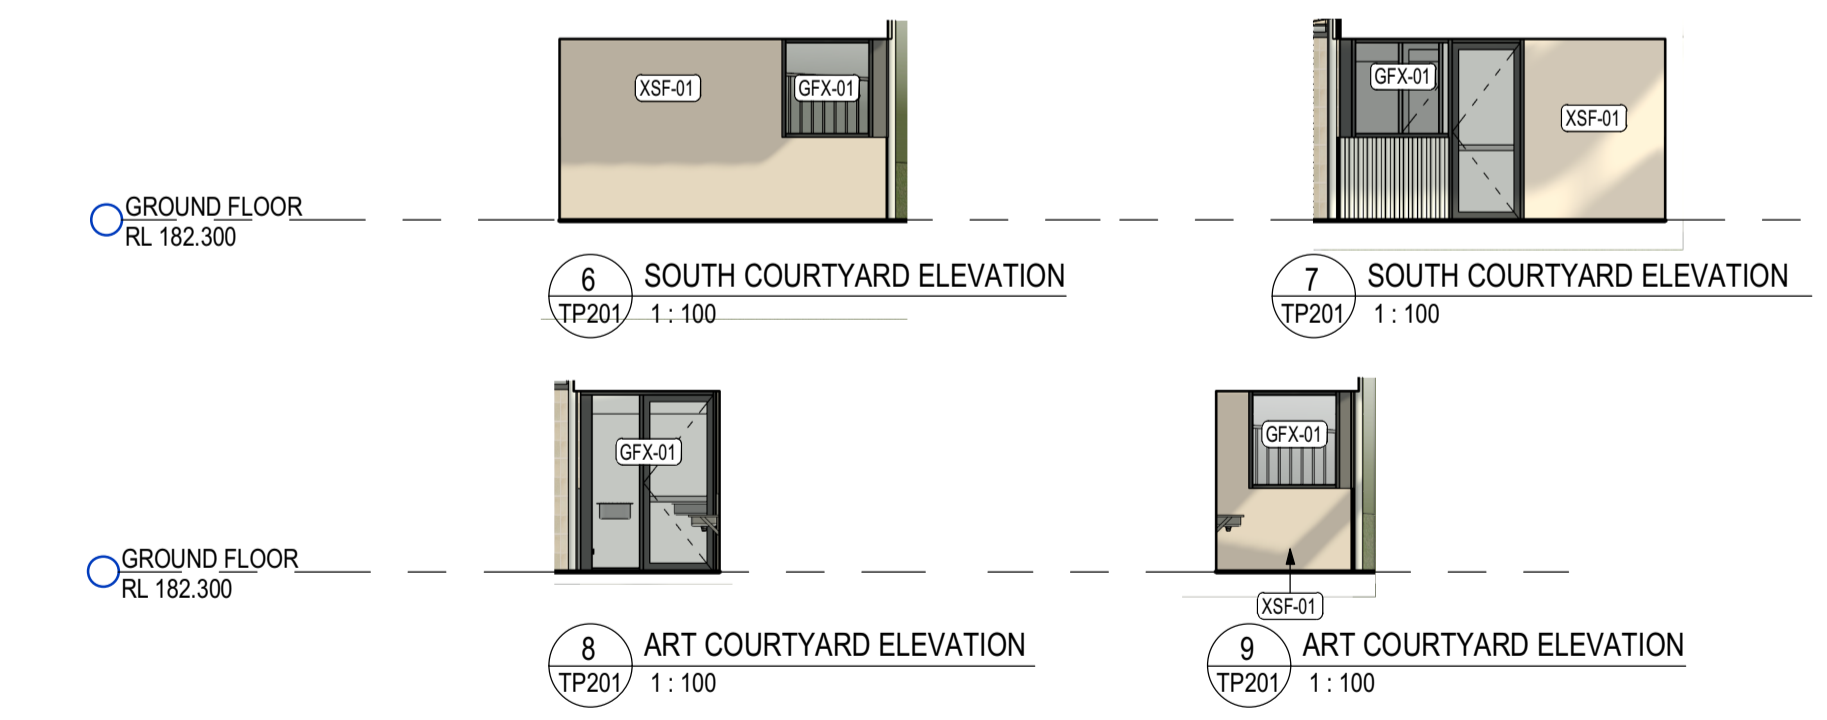 XSF-01
GFX-01
GFX-01
XSF-01
GROUND FLOOR
RL 182.300
6
SOUTH COURTYARD ELEVATION
TP201
1 : 100
7
SOUTH COURTYARD ELEVATION
TP201
1 : 100
GFX-01
GFX-01
GROUND FLOOR
RL 182.300
XSF-01
8
ART COURTYARD ELEVATION
TP201
1 : 100
9
ART COURTYARD ELEVATION
TP201
1 : 100